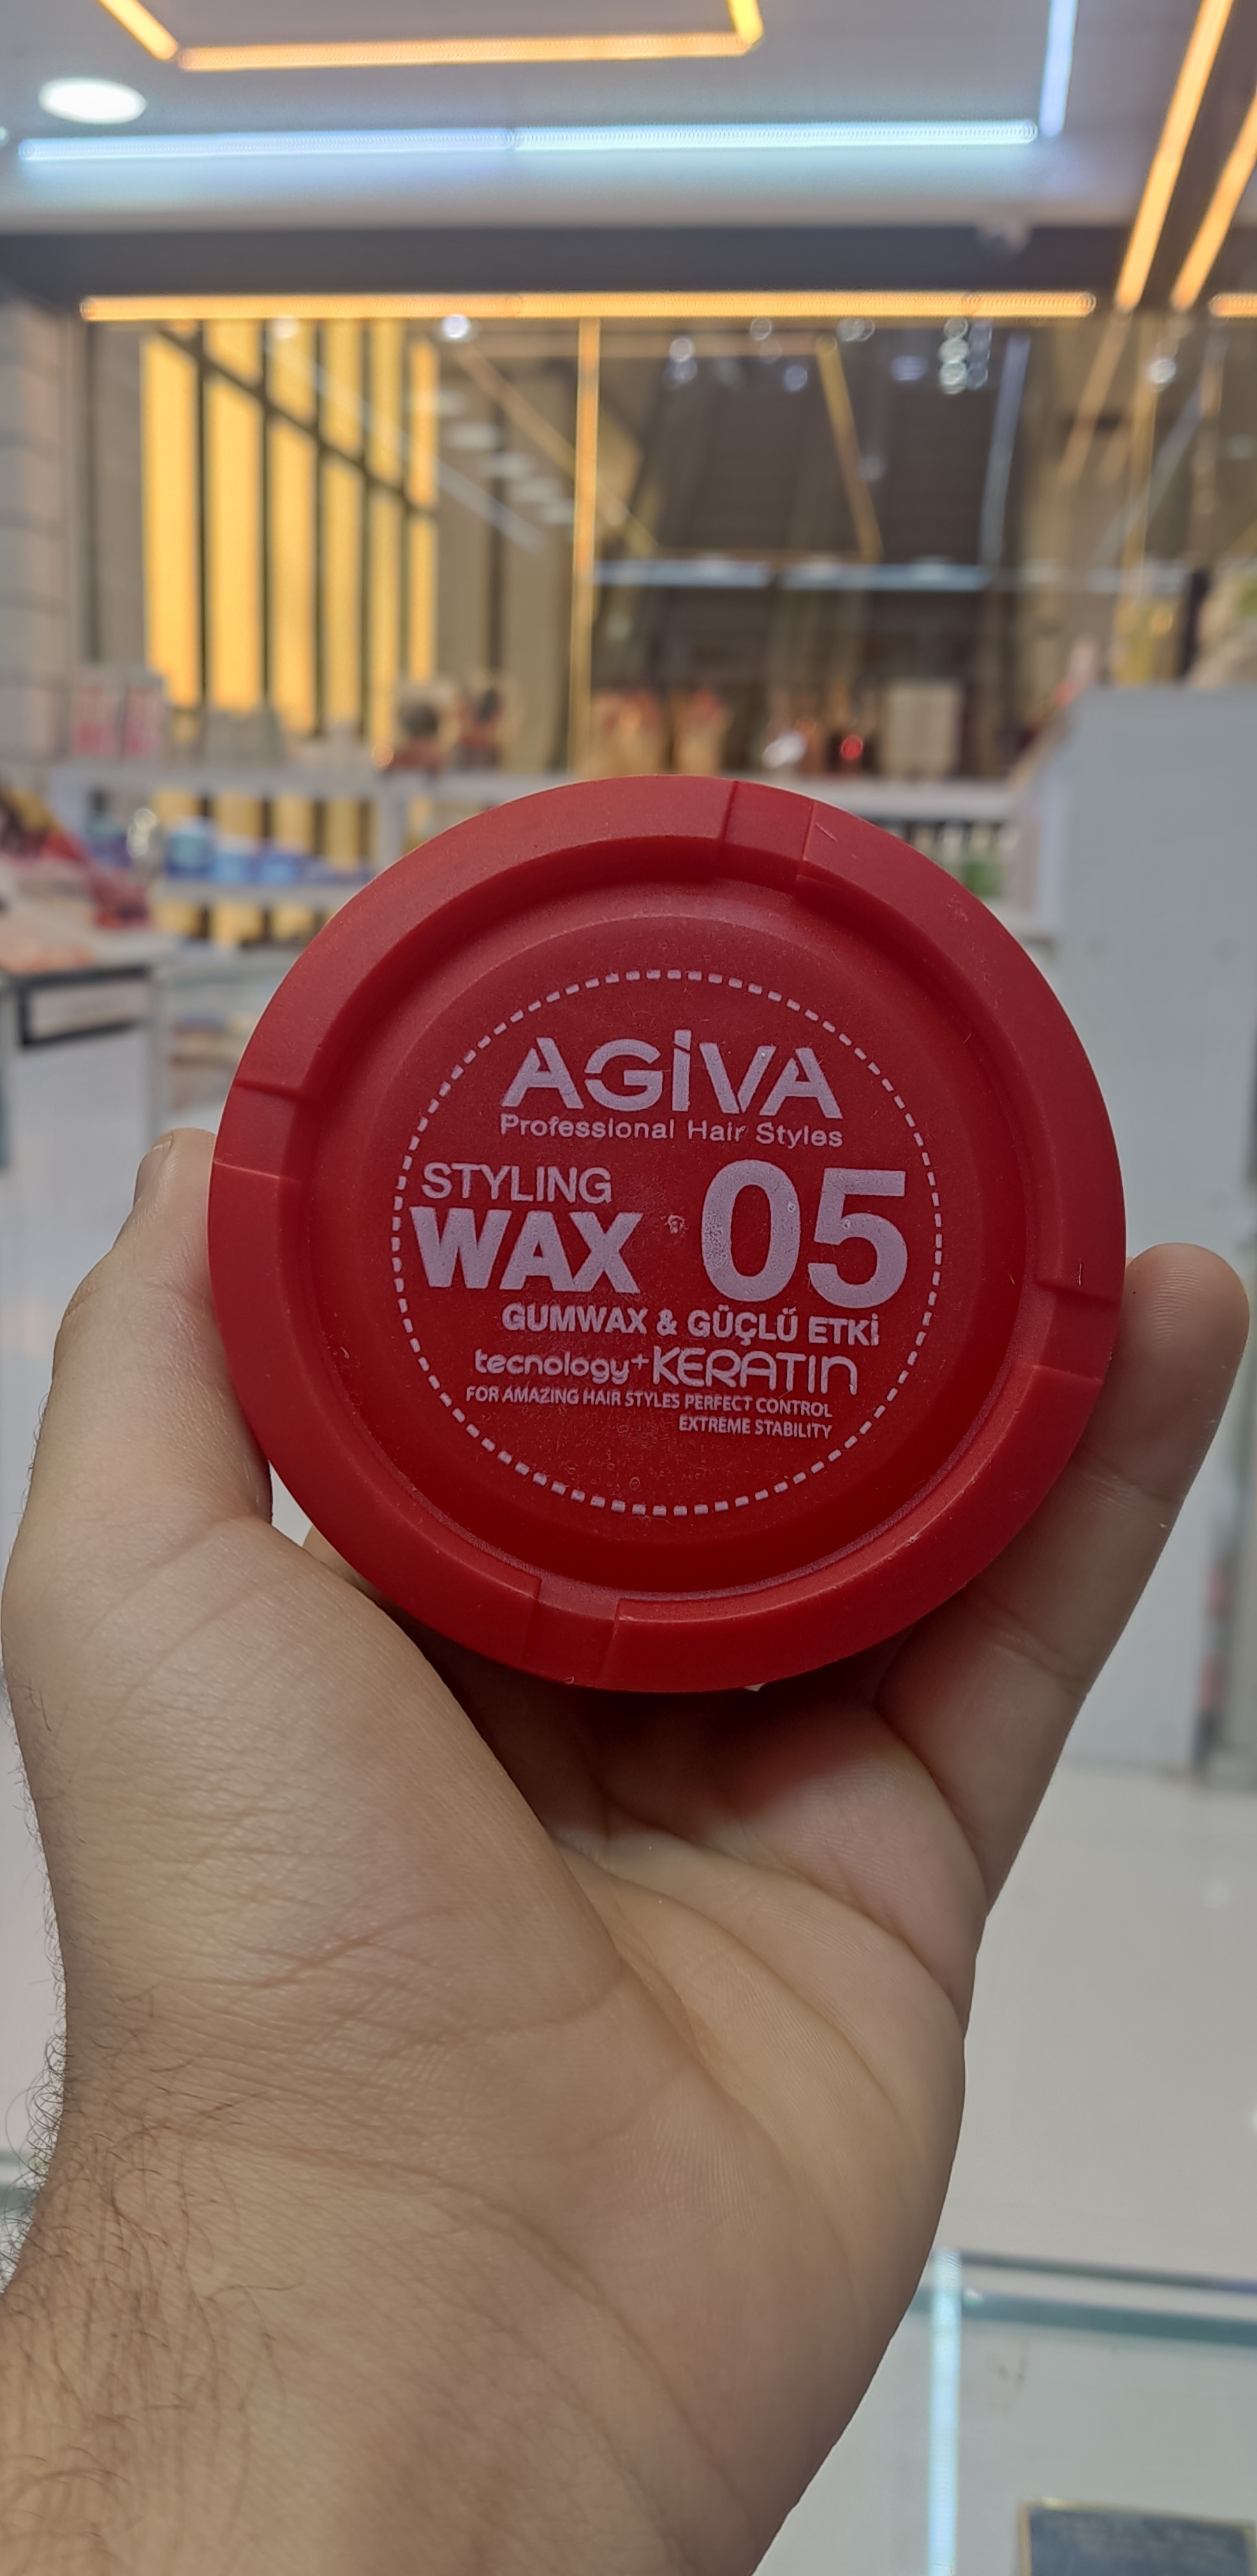 AGİVA
Professional Hair Styles
STYLING
WAX 05
GUMWAX & GÜÇLÜ ETKİ
tecnology+KERATIN
FOR AMAZING HAIR STYLES PERFECT CONTROL
EXTREME STABILITY